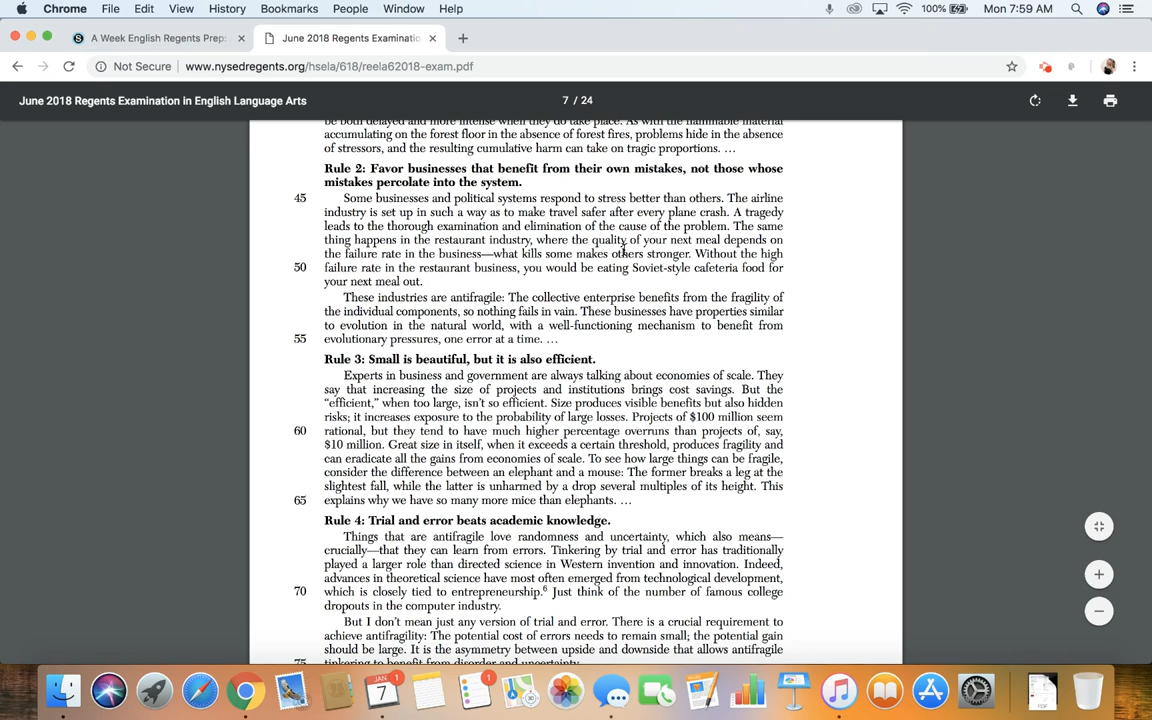 Chrome File Edit View History Bookmarks People Window Help 100% Mon 7:59 AM
A Week English Regents Prep: × June 2018 Regents Examinatio × +
Not Secure | www.nysedregents.org/hsela/618/reela62018-exam.pdf
June 2018 Regents Examination in English Language Arts 7 / 24
be both delayed and more intense when they do take place. As with the flammable material
accumulating on the forest floor in the absence of forest fires, problems hide in the absence
of stressors, and the resulting cumulative harm can take on tragic proportions. …
Rule 2: Favor businesses that benefit from their own mistakes, not those whose
mistakes percolate into the system.
45 Some businesses and political systems respond to stress better than others. The airline
industry is set up in such a way as to make travel safer after every plane crash. A tragedy
leads to the thorough examination and elimination of the cause of the problem. The same
thing happens in the restaurant industry, where the quality of your next meal depends on
the failure rate in the business—what kills some makes others stronger. Without the high
50 failure rate in the restaurant business, you would be eating Soviet-style cafeteria food for
your next meal out.
These industries are antifragile: The collective enterprise benefits from the fragility of
the individual components, so nothing fails in vain. These businesses have properties similar
to evolution in the natural world, with a well-functioning mechanism to benefit from
55 evolutionary pressures, one error at a time. …
Rule 3: Small is beautiful, but it is also efficient.
Experts in business and government are always talking about economies of scale. They
say that increasing the size of projects and institutions brings cost savings. But the
“efficient,” when too large, isn’t so efficient. Size produces visible benefits but also hidden
risks; it increases exposure to the probability of large losses. Projects of $100 million seem
60 rational, but they tend to have much higher percentage overruns than projects of, say,
$10 million. Great size in itself, when it exceeds a certain threshold, produces fragility and
can eradicate all the gains from economies of scale. To see how large things can be fragile,
consider the difference between an elephant and a mouse: The former breaks a leg at the
slightest fall, while the latter is unharmed by a drop several multiples of its height. This
65 explains why we have so many more mice than elephants. …
Rule 4: Trial and error beats academic knowledge.
Things that are antifragile love randomness and uncertainty, which also means—
crucially—that they can learn from errors. Tinkering by trial and error has traditionally
played a larger role than directed science in Western invention and innovation. Indeed,
advances in theoretical science have most often emerged from technological development,
70 which is closely tied to entrepreneurship.6 Just think of the number of famous college
dropouts in the computer industry.
But I don’t mean just any version of trial and error. There is a crucial requirement to
achieve antifragility: The potential cost of errors needs to remain small; the potential gain
should be large. It is the asymmetry between upside and downside that allows antifragile
75 tinkering to benefit from disorder and uncertainty.
JAN
7
1
1